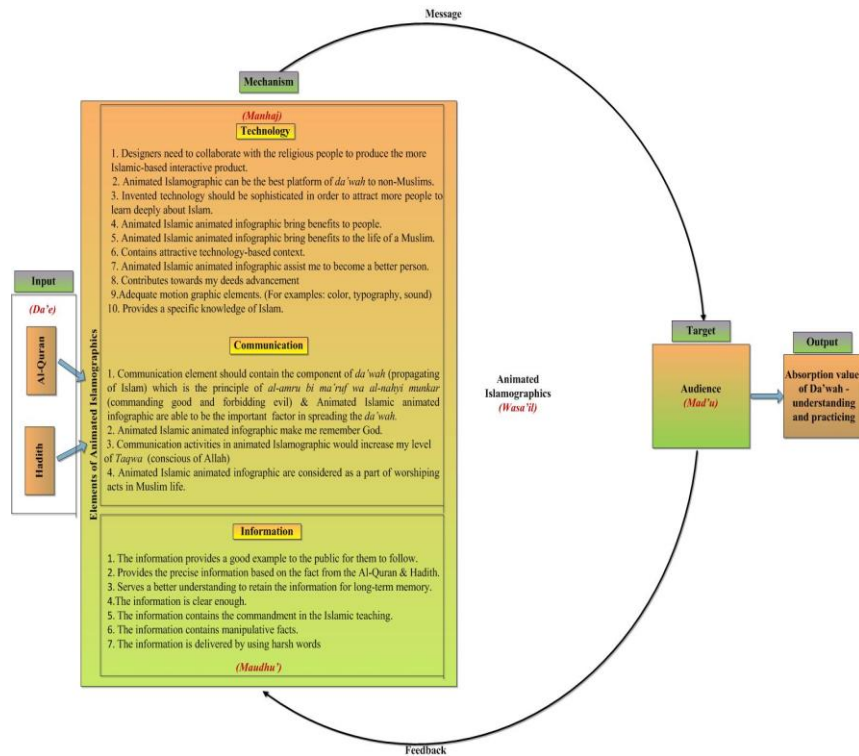 Message
Mechanism
(Manhaj)
Technology
1. Designers need to collaborate with the religious people to produce the more
Islamic-based interactive product.
2. Animated Islamographic can be the best platform of da'wah to non-Muslims.
3. Invented technology should be sophisticated in order to attract more people to
learn deeply about Islam.
4. Animated Islamic animated infographic bring benefits to people.
5. Animated Islamic animated infographic bring benefits to the life of a Muslim.
6. Contains attractive technology-based context.
7. Animated Islamic animated infographic assist me to become a better person.
8. Contributes towards my deeds advancement
9.Adequate motion graphic elements. (For examples: color, typography, sound)
10. Provides a specific knowledge of Islam.
Communication
1. Communication element should contain the component of da'wah (propagating
of Islam) which is the principle of al-amru bi ma'ruf wa al-nahyi munkar
(commanding good and forbidding evil) & Animated Islamic animated
infographic are able to be the important factor in spreading the da'wah.
2. Animated Islamic animated infographic make me remember God.
3. Communication activities in animated Islamographic would increase my level
of Taqwa (conscious of Allah)
4. Animated Islamic animated infographic are considered as a part of worshiping
acts in Muslim life.
Information
1. The information provides a good example to the public for them to follow.
2. Provides the precise information based on the fact from the Al-Quran & Hadith.
3. Serves a better understanding to retain the information for long-term memory.
4.The information is clear enough.
5. The information contains the commandment in the Islamic teaching.
6. The information contains manipulative facts.
7. The information is delivered by using harsh words
(Maudhu')
Input
(Da'e)
Al-Quran
Hadith
Elements of Animated Islamographics
Animated
Islamographics
(Wasa'il)
Target
Audience
(Mad'u)
Output
Absorption value
of Da'wah -
understanding
and practicing
Feedback